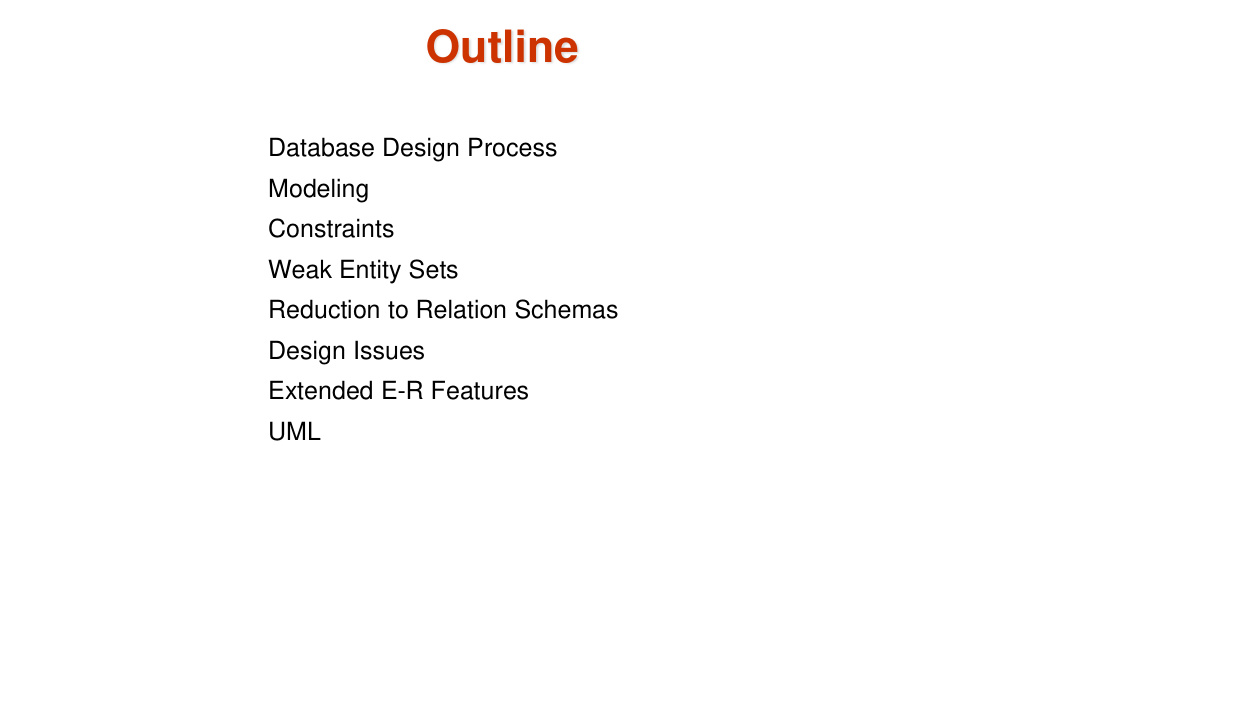 Outline
Database Design Process
Modeling
Constraints
Weak Entity Sets
Reduction to Relation Schemas
Design Issues
Extended E-R Features
UML